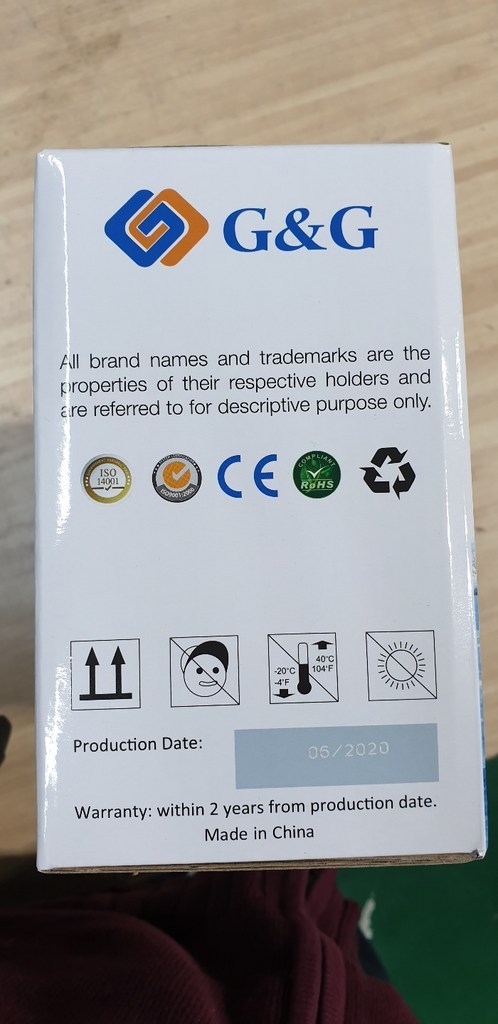 G&G
All brand names and trademarks are the
properties of their respective holders and
are referred to for descriptive purpose only.
ISO
14001
ISO9001:2008
CE
COMPLIANT
RoHS
40°C
104°F
-20°C
-4°F
Production Date:
06/2020
Warranty: within 2 years from production date.
Made in China